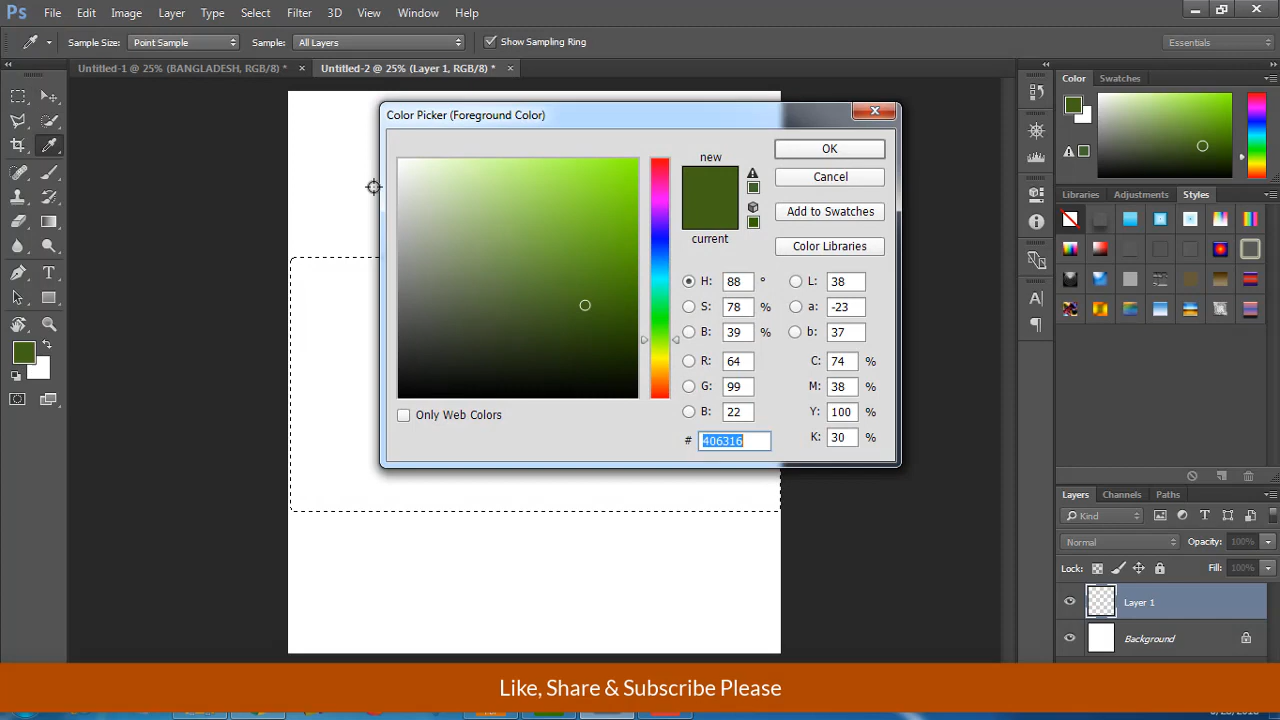 Ps File Edit Image Layer Type Select Filter 3D View Window Help
Sample Size: Point Sample Sample: All Layers Show Sampling Ring Essentials
Untitled-1 @ 25% (BANGLADESH, RGB/8) * × Untitled-2 @ 25% (Layer 1, RGB/8) * ×
Color Swatches
Color Picker (Foreground Color)
new
current
OK
Cancel
Add to Swatches
Color Libraries
H: 88 ° L: 38
S: 78 % a: -23
B: 39 % b: 37
R: 64 C: 74 %
G: 99 M: 38 %
B: 22 Y: 100 %
# 406316 K: 30 %
Only Web Colors
Libraries Adjustments Styles
Layers Channels Paths
Kind
Normal Opacity: 100%
Lock: Fill: 100%
Layer 1
Background
Like, Share & Subscribe Please